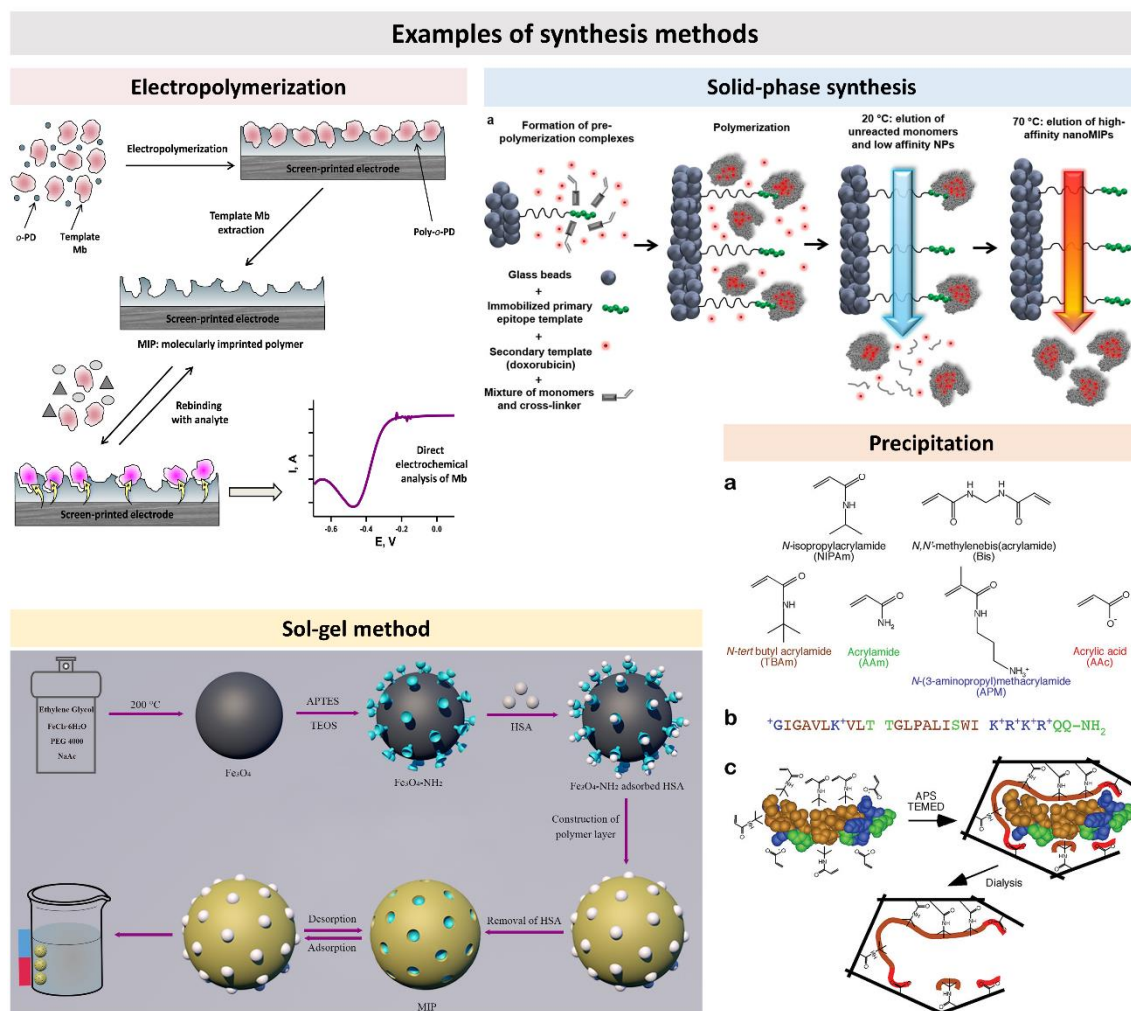 Examples of synthesis methods
Electropolymerization
Electropolymerization
Screen-printed electrode
o-PD
Template
Mb
Template Mb
extraction
Poly-o-PD
Screen-printed electrode
MIP: molecularly imprinted polymer
Rebinding
with analyte
Screen-printed electrode
I, A
Direct
electrochemical
analysis of Mb
-0.6
-0.4
-0.2
0.0
E, V
Solid-phase synthesis
a
Formation of pre-
polymerization complexes
Polymerization
20 °C: elution of
unreacted monomers
and low affinity NPs
70 °C: elution of high-
affinity nanoMIPs
Glass beads
+
Immobilized primary
epitope template
+
Secondary template
(doxorubicin)
+
Mixture of monomers
and cross-linker
Precipitation
a
O
NH
N-isopropylacrylamide
(NIPAm)
H
N
H
N
O
O
N,N'-methylenebis(acrylamide)
(Bis)
O
NH
N-tert butyl acrylamide
(TBAm)
O
NH2
Acrylamide
(AAm)
O
NH
NH3+
N-(3-aminopropyl)methacrylamide
(APM)
O
O-
Acrylic acid
(AAc)
b
+GIGAVLK+VLT T TGLPALISWI K+R+K+R+QQ-NH2
c
APS
TEMED
Dialysis
Sol-gel method
Ethylene Glycol
FeCl3·6H2O
PEG 4000
NaAc
200 °C
Fe3O4
APTES
TEOS
Fe3O4-NH2
HSA
Fe3O4-NH2 adsorbed HSA
Construction of
polymer layer
Removal of HSA
MIP
Desorption
Adsorption